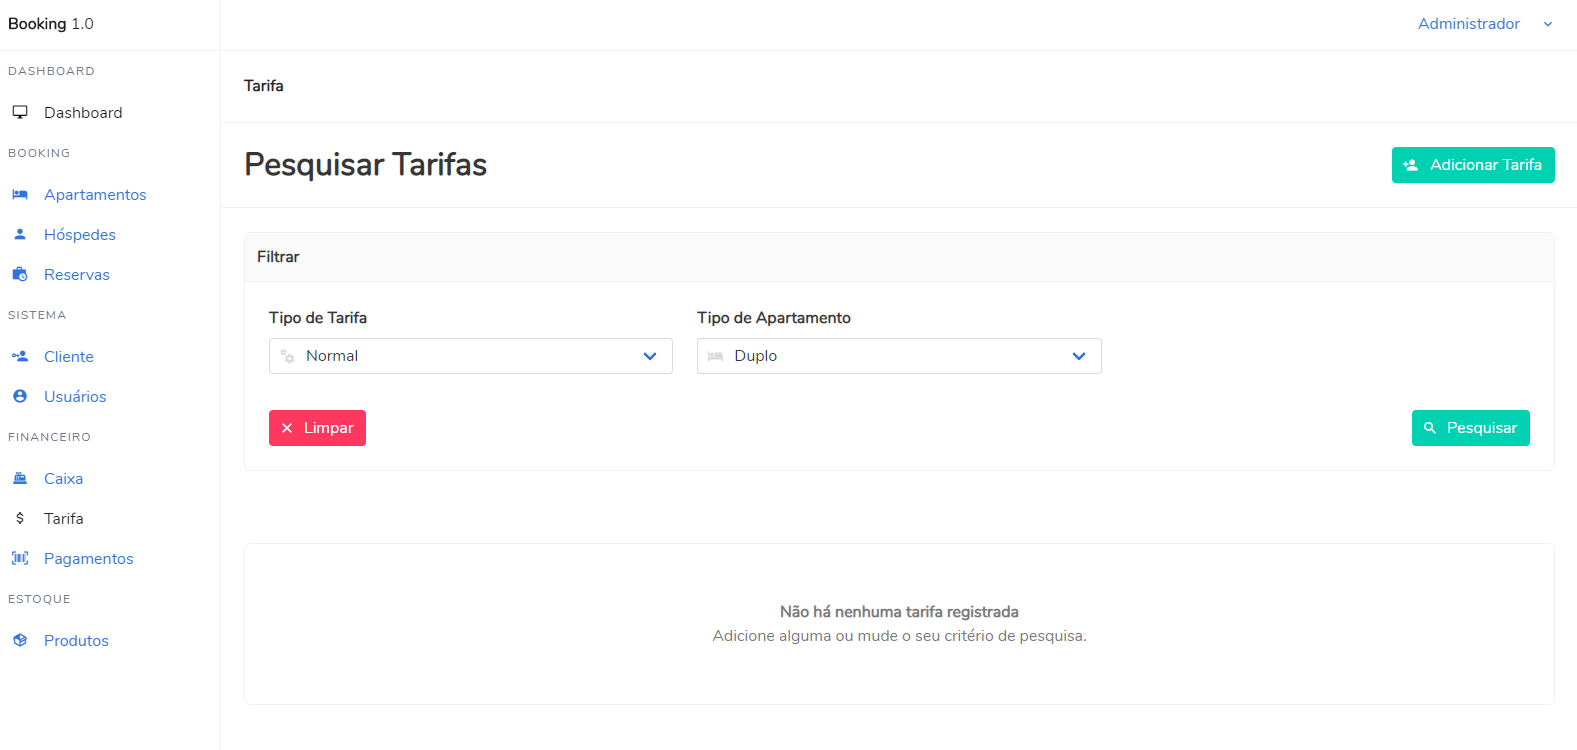 Booking 1.0
Administrador
DASHBOARD
Dashboard
BOOKING
Apartamentos
Hóspedes
Reservas
SISTEMA
Cliente
Usuários
FINANCEIRO
Caixa
Tarifa
Pagamentos
ESTOQUE
Produtos
Tarifa
Pesquisar Tarifas
Adicionar Tarifa
Filtrar
Tipo de Tarifa
Normal
Tipo de Apartamento
Duplo
Limpar
Pesquisar
Não há nenhuma tarifa registrada
Adicione alguma ou mude o seu critério de pesquisa.